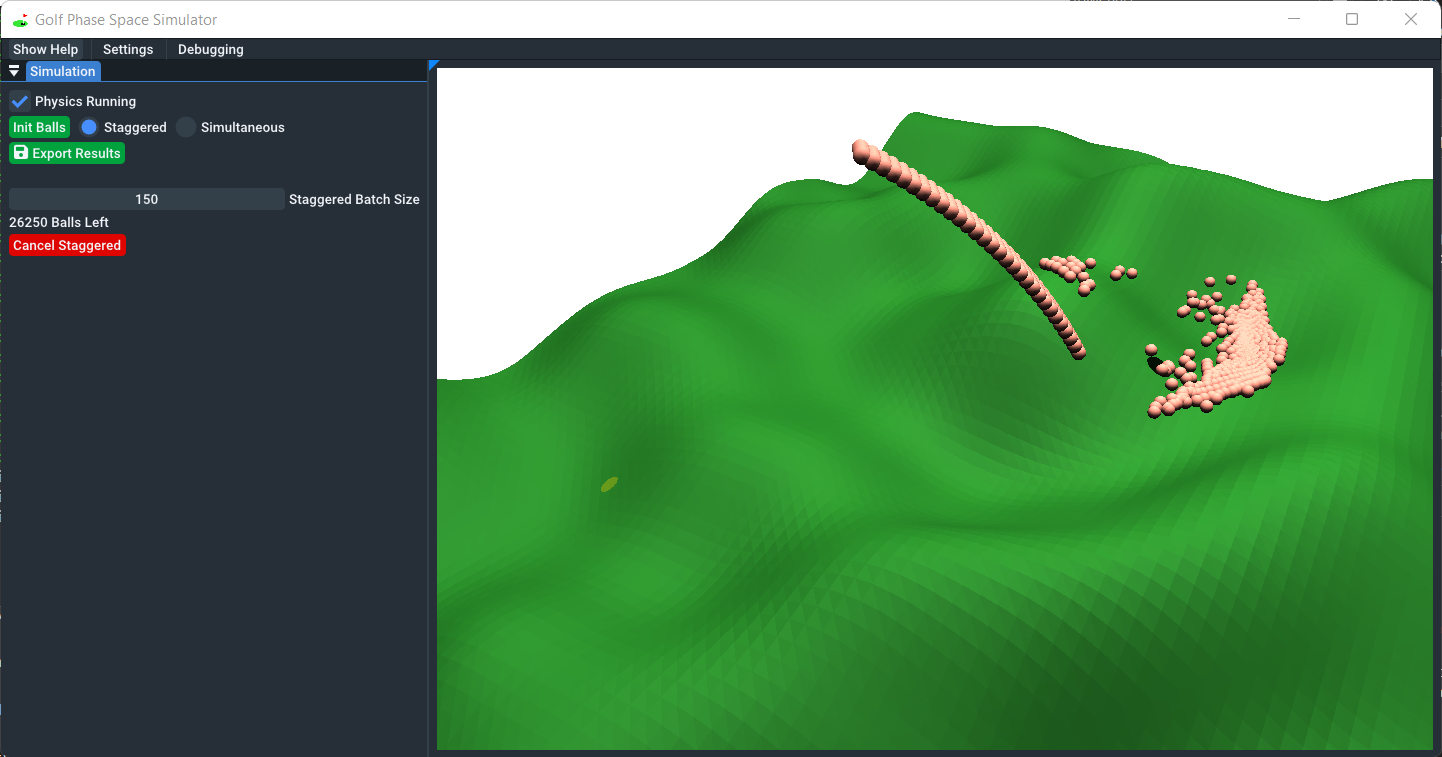 Golf Phase Space Simulator
Show Help Settings Debugging
Simulation
Physics Running
Init Balls Staggered Simultaneous
Export Results
150 Staggered Batch Size
26250 Balls Left
Cancel Staggered